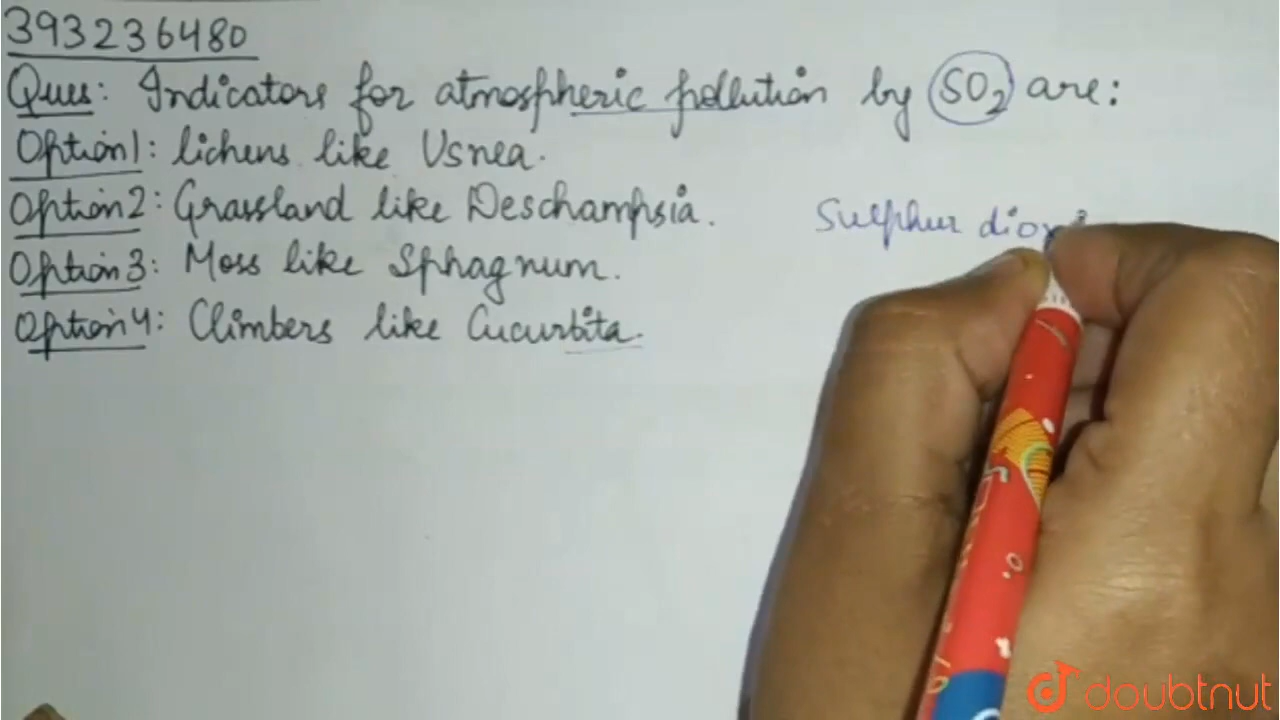 393236480
Ques: Indicators for atmospheric pollution by SO2 are:
Option1: lichens like Usnea.
Option2: Grassland like Deschampsia.
Sulphur diox
Option3: Moss like Sphagnum.
Option4: Climbers like Cucurbita.
doubtnut